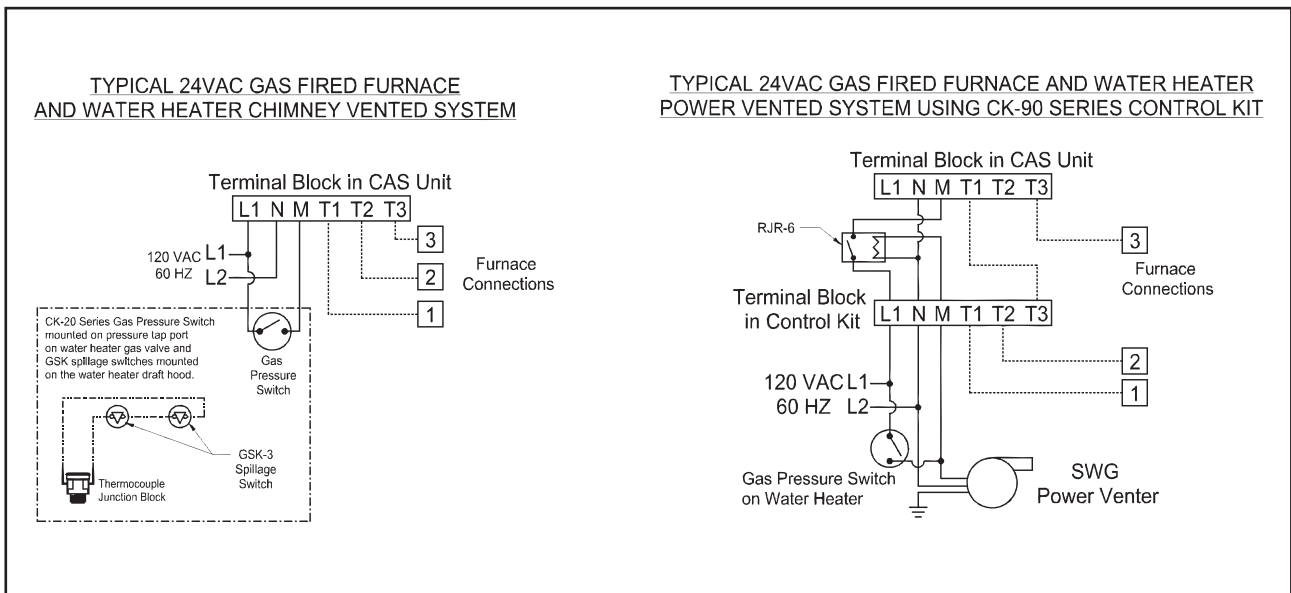 TYPICAL 24VAC GAS FIRED FURNACE
AND WATER HEATER CHIMNEY VENTED SYSTEM
Terminal Block in CAS Unit
L1 N M T1 T2 T3
120 VAC L1
60 HZ L2
3
2
1
Furnace
Connections
CK-20 Series Gas Pressure Switch
mounted on pressure tap port
on water heater gas valve and
GSK spillage switches mounted
on the water heater draft hood.
Gas
Pressure
Switch
GSK-3
Spillage
Switch
Thermocouple
Junction Block
TYPICAL 24VAC GAS FIRED FURNACE AND WATER HEATER
POWER VENTED SYSTEM USING CK-90 SERIES CONTROL KIT
Terminal Block in CAS Unit
L1 N M T1 T2 T3
RJR-6
3
Furnace
Connections
Terminal Block
in Control Kit
L1 N M T1 T2 T3
2
1
120 VAC L1
60 HZ L2
Gas Pressure Switch
on Water Heater
SWG
Power Venter